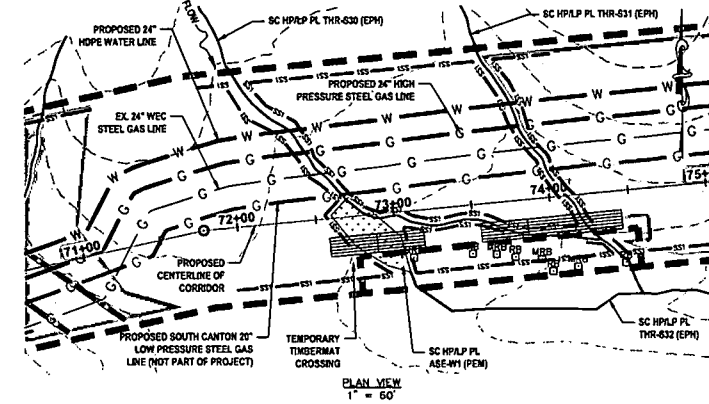 FLOW
SC HP/LP PL THR-S30 (EPH)
SC HP/LP PL THR-S31 (EPH)
PROPOSED 24"
HDPE WATER LINE
PROPOSED 24" HIGH
PRESSURE STEEL GAS LINE
EX. 24" WEC
STEEL GAS LINE
71+00
72+00
73+00
74+00
75+
PROPOSED
CENTERLINE OF
CORRIDOR
MRB
PROPOSED SOUTH CANTON 20"
LOW PRESSURE STEEL GAS
LINE (NOT PART OF PROJECT)
TEMPORARY
TIMBERMAT
CROSSING
SC HP/LP PL
ASE-W1 (PEM)
SC HP/LP PL
THR-S32 (EPH)
PLAN VIEW
1" = 60'